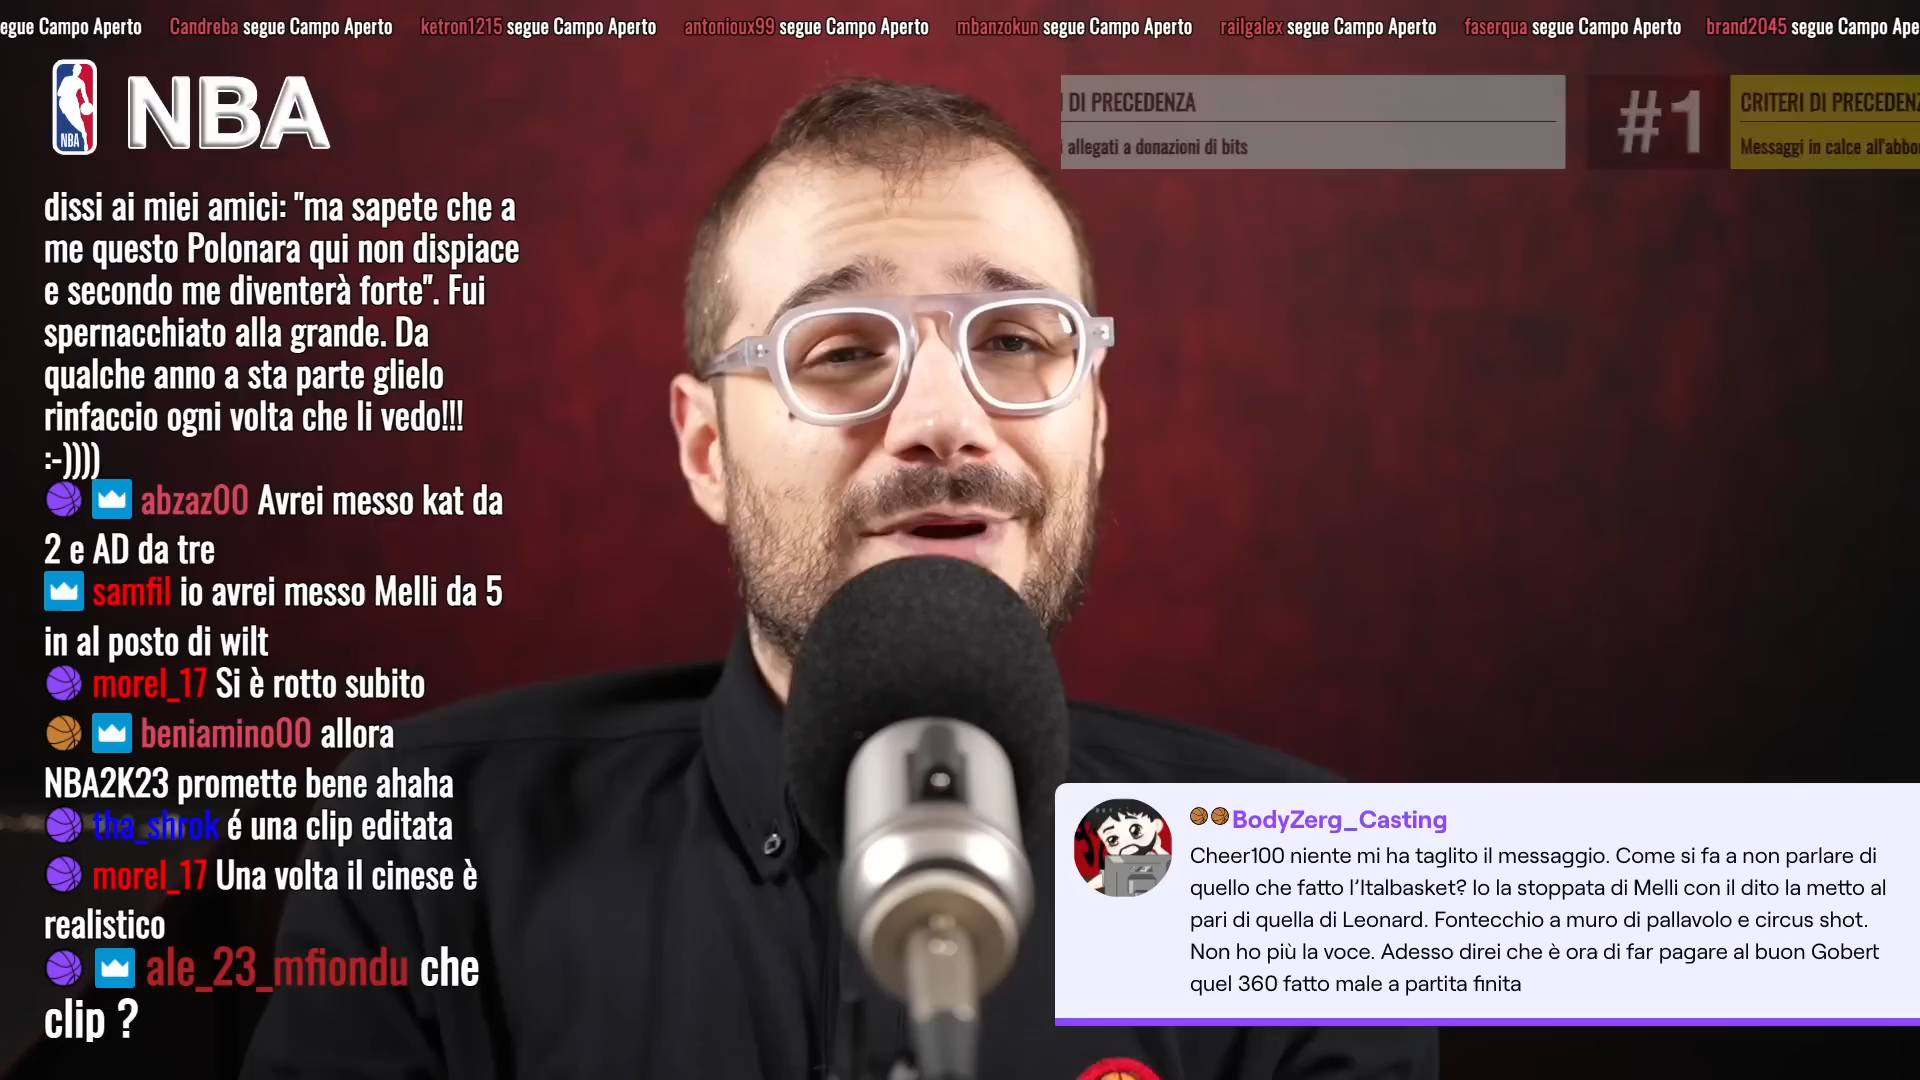 egue Campo Aperto Candreba segue Campo Aperto ketron1215 segue Campo Aperto antonioux99 segue Campo Aperto mbanzokun segue Campo Aperto railgalex segue Campo Aperto faserqua segue Campo Aperto brand2045 segue Campo Ape
NBA NBA
I DI PRECEDENZA
i allegati a donazioni di bits
#1
CRITERI DI PRECEDENZ
Messaggi in calce all'abbo
dissi ai miei amici: "ma sapete che a
me questo Polonara qui non dispiace
e secondo me diventerà forte". Fui
spernacchiato alla grande. Da
qualche anno a sta parte glielo
rinfaccio ogni volta che li vedo!!!
:-))))
abzaz00 Avrei messo kat da
2 e AD da tre
samfil io avrei messo Melli da 5
in al posto di wilt
morel_17 Si è rotto subito
beniamino00 allora
NBA2K23 promette bene ahaha
tha_shrok é una clip editata
morel_17 Una volta il cinese è
realistico
ale_23_mfiondu che
clip ?
BodyZerg_Casting
Cheer100 niente mi ha taglito il messaggio. Come si fa a non parlare di
quello che fatto l'Italbasket? Io la stoppata di Melli con il dito la metto al
pari di quella di Leonard. Fontecchio a muro di pallavolo e circus shot.
Non ho più la voce. Adesso direi che è ora di far pagare al buon Gobert
quel 360 fatto male a partita finita